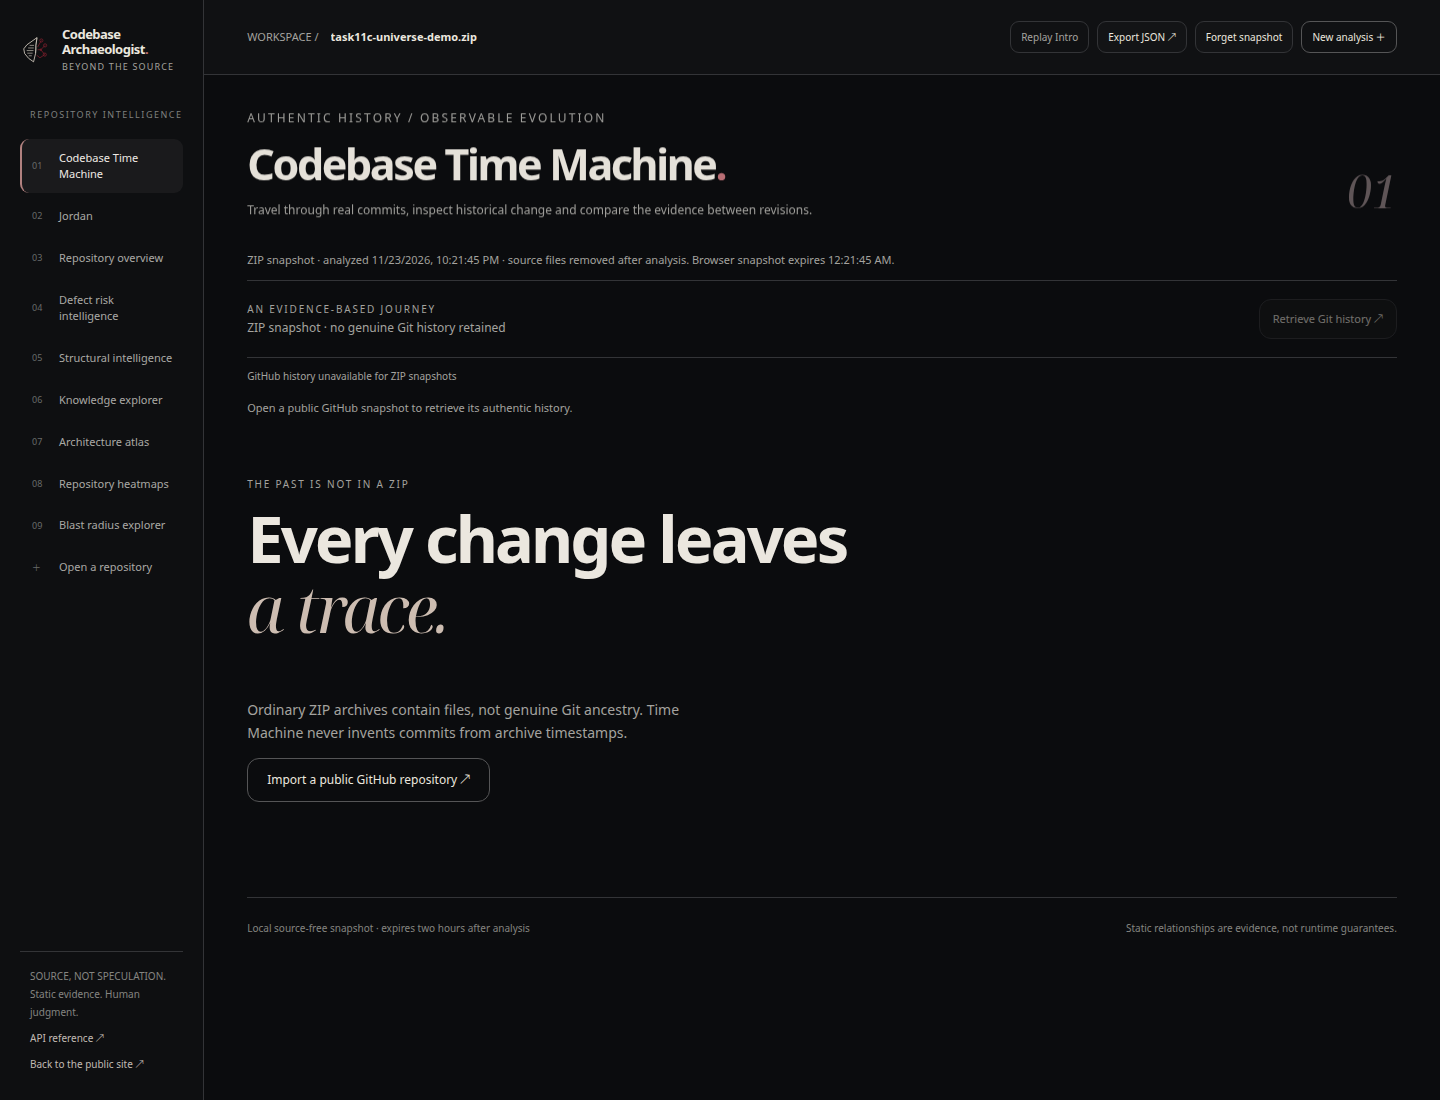 Codebase
Archaeologist.
BEYOND THE SOURCE
REPOSITORY INTELLIGENCE
01 Codebase Time
Machine
02 Jordan
03 Repository overview
04 Defect risk
intelligence
05 Structural intelligence
06 Knowledge explorer
07 Architecture atlas
08 Repository heatmaps
09 Blast radius explorer
+ Open a repository
SOURCE, NOT SPECULATION.
Static evidence. Human
judgment.
API reference ↗
Back to the public site ↗
WORKSPACE / task11c-universe-demo.zip
Replay Intro
Export JSON ↗
Forget snapshot
New analysis +
AUTHENTIC HISTORY / OBSERVABLE EVOLUTION
Codebase Time Machine.
Travel through real commits, inspect historical change and compare the evidence between revisions.
01
ZIP snapshot · analyzed 11/23/2026, 10:21:45 PM · source files removed after analysis. Browser snapshot expires 12:21:45 AM.
AN EVIDENCE-BASED JOURNEY
ZIP snapshot · no genuine Git history retained
Retrieve Git history ↗
GitHub history unavailable for ZIP snapshots
Open a public GitHub snapshot to retrieve its authentic history.
THE PAST IS NOT IN A ZIP
Every change leaves
a trace.
Ordinary ZIP archives contain files, not genuine Git ancestry. Time
Machine never invents commits from archive timestamps.
Import a public GitHub repository ↗
Local source-free snapshot · expires two hours after analysis
Static relationships are evidence, not runtime guarantees.